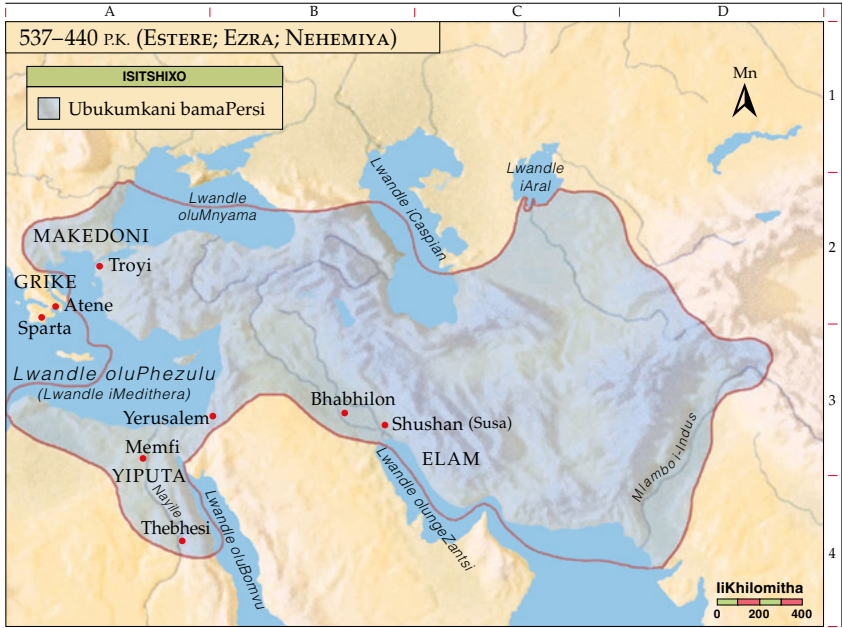 A
B
C
D
537–440 P.K. (ESTERE; EZRA; NEHEMIYA)
ISITSHIXO
Ubukumkani bamaPersi
Mn
1
Lwandle
iAral
Lwandle iCaspian
Lwandle
oluMnyama
MAKEDONI
2
Troyi
GRIKE
Atene
Sparta
Lwandle oluPhezulu
(Lwandle iMedithera)
3
Bhabhilon
Yerusalem
Shushan (Susa)
Memfi
ELAM
YIPUTA
Mlambo i-Indus
Nayile
Lwandle olungeZantsi
Lwandle oluBomvu
Thebhesi
4
IiKhilomitha
0 200 400